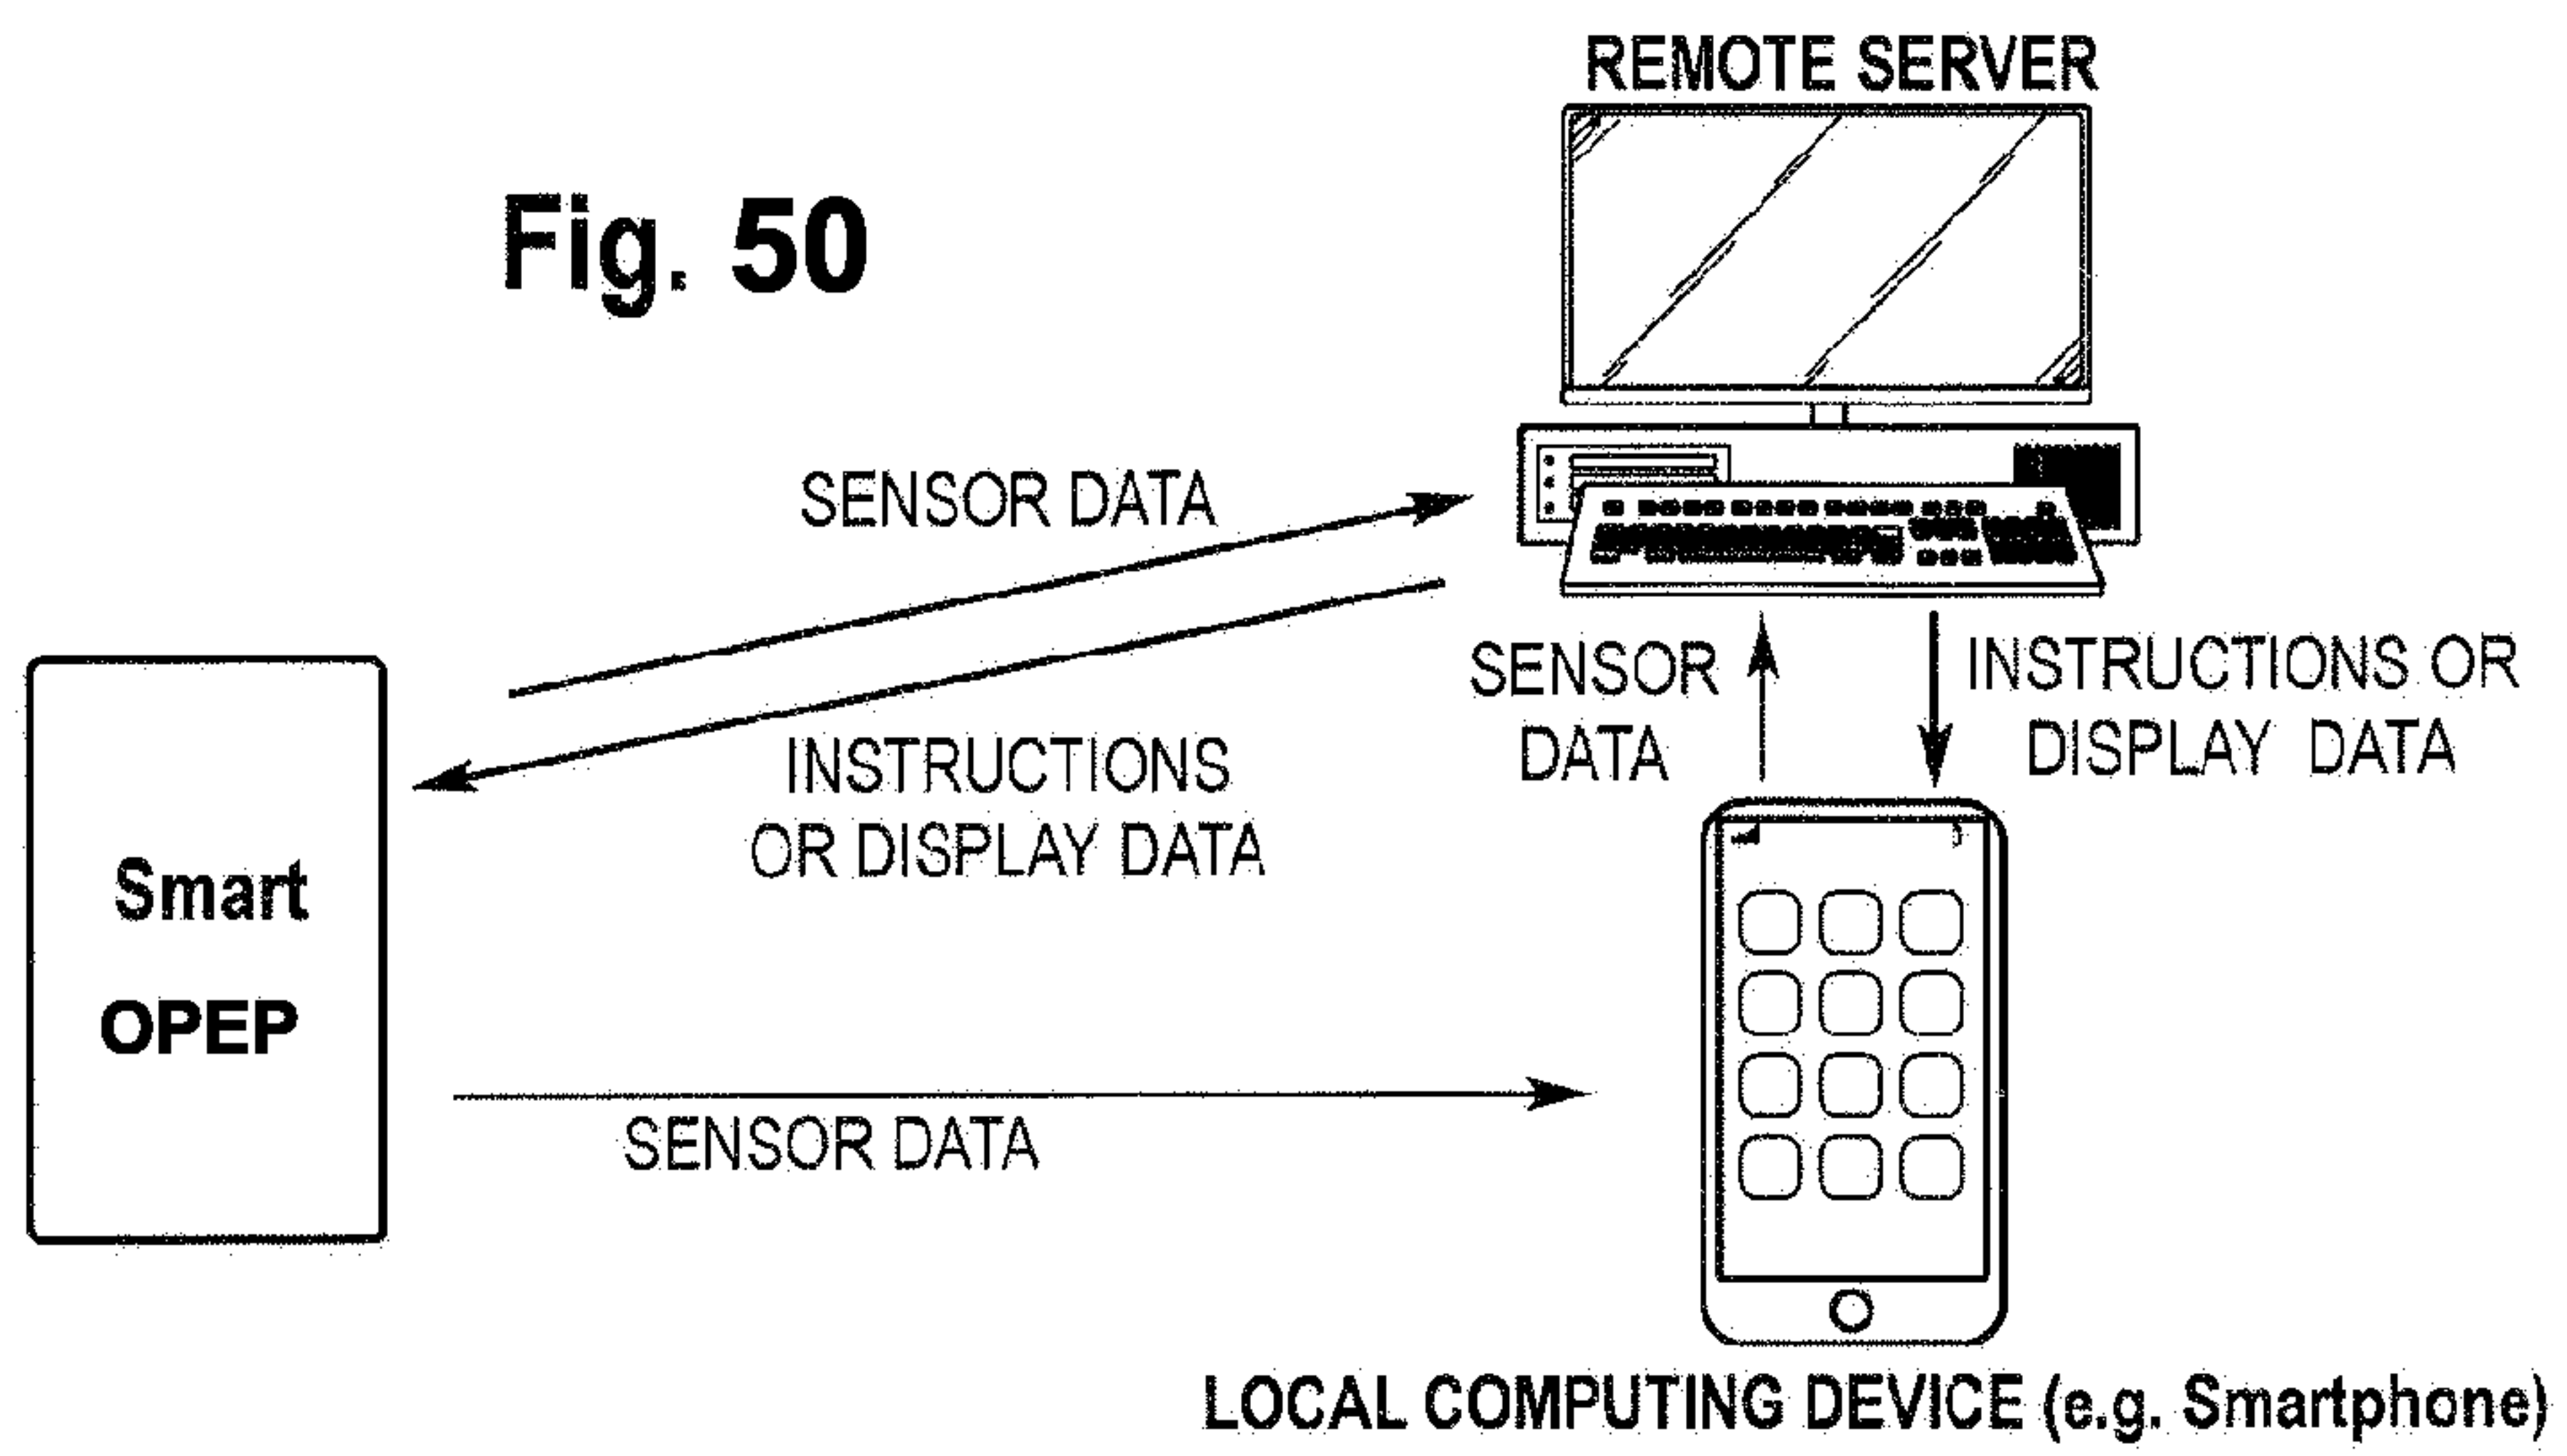 REMOTE SERVER
Fig. 50
SENSOR DATA
INSTRUCTIONS
OR DISPLAY DATA
SENSOR
DATA
INSTRUCTIONS OR
DISPLAY DATA
Smart
OPEP
SENSOR DATA
LOCAL COMPUTING DEVICE (e.g. Smartphone)